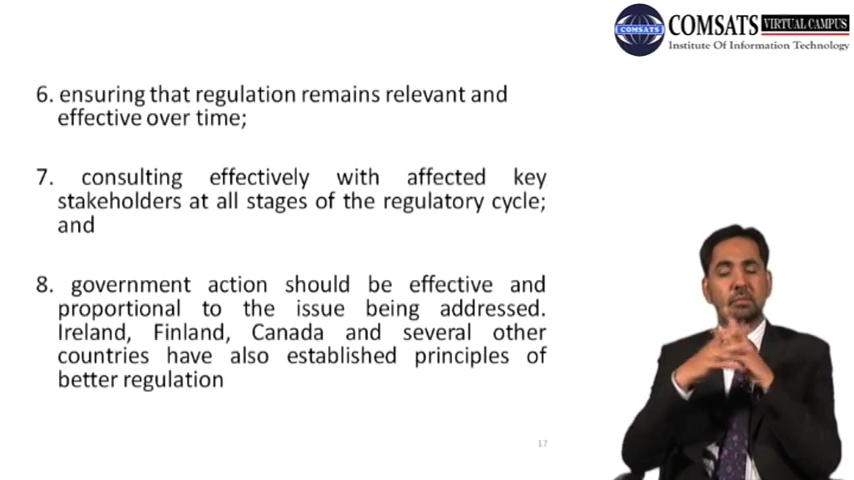 COMSATS
COMSATS VIRTUAL CAMPUS
Institute Of Information Technology
6. ensuring that regulation remains relevant and
effective over time;
7. consulting effectively with affected key
stakeholders at all stages of the regulatory cycle;
and
8. government action should be effective and
proportional to the issue being addressed.
Ireland, Finland, Canada and several other
countries have also established principles of
better regulation
17